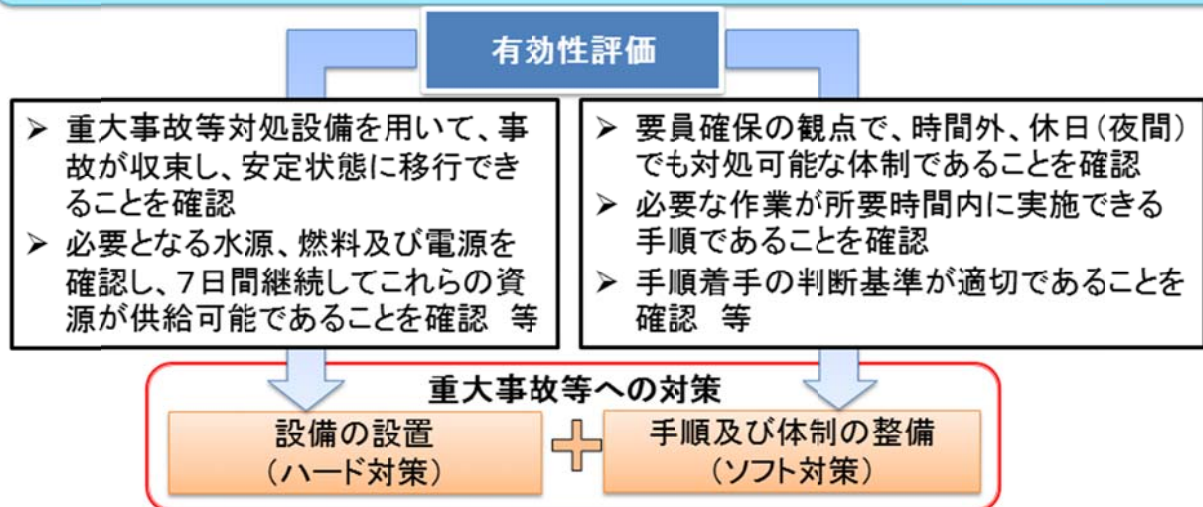 有効性評価
➢ 重大事故等対処設備を用いて、事
故が収束し、安定状態に移行でき
ることを確認
➢ 必要となる水源、燃料及び電源を
確認し、7日間継続してこれらの資
源が供給可能であることを確認 等
➢ 要員確保の観点で、時間外、休日(夜間)
でも対処可能な体制であることを確認
➢ 必要な作業が所要時間内に実施できる
手順であることを確認
➢ 手順着手の判断基準が適切であることを
確認 等
重大事故等への対策
設備の設置
(ハード対策)
手順及び体制の整備
(ソフト対策)